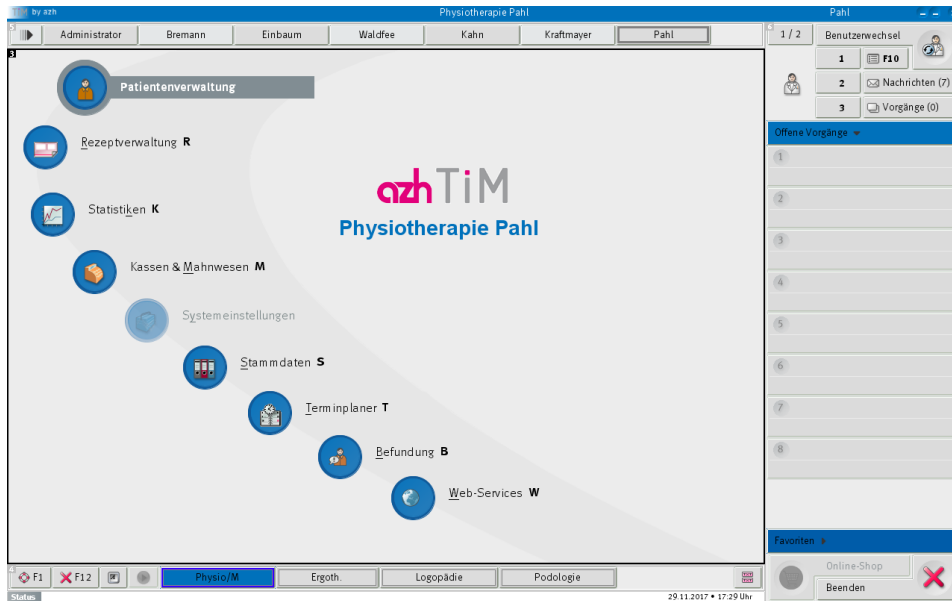 by azh
Physiotherapie Pahl
Pahl
Administrator
Bremann
Einbaum
Waldfee
Kahn
Kraftmayer
Pahl
1 / 2
Benutzerwechsel
1
F10
2
Nachrichten (7)
3
Vorgänge (0)
3
Patientenverwaltung
Rezeptverwaltung R
Statistiken K
Kassen & Mahnwesen M
Systemeinstellungen
Stammdaten S
Terminplaner T
Befundung B
Web-Services W
azh TiM
Physiotherapie Pahl
Offene Vorgänge
1
2
3
4
5
6
7
8
Favoriten
Online-Shop
Beenden
F1
F12
Physio/M
Ergoth.
Logopädie
Podologie
Status
29.11.2017 • 17:29 Uhr